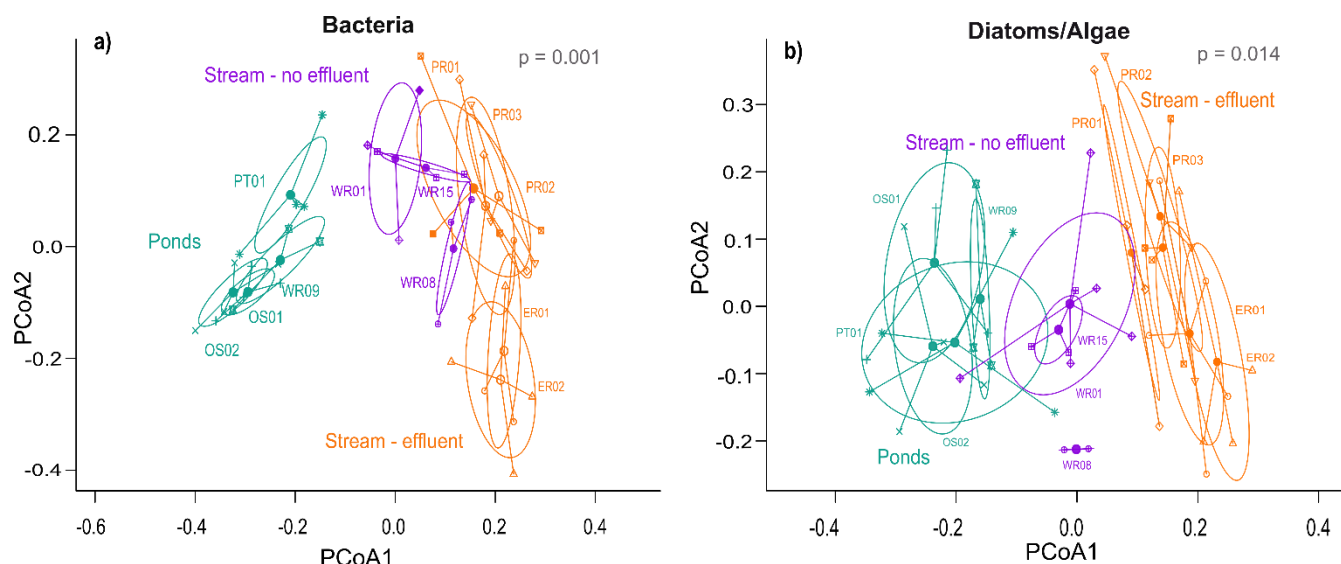 Bacteria
a)
p = 0.001
Stream - no effluent
PR01
PR03
PT01
WR01
WR15
PR02
Ponds
WR08
WR09
OS01
ER01
OS02
ER02
Stream - effluent
0.2
0.0
-0.2
-0.4
PCoA2
-0.6
-0.4
-0.2
0.0
0.2
0.4
PCoA1
Diatoms/Algae
b)
p = 0.014
PR02
Stream - effluent
PR01
Stream - no effluent
PR03
OS01
WR09
ER01
PT01
WR15
ER02
WR01
OS02
Ponds
WR08
0.3
0.2
0.1
0.0
-0.1
-0.2
PCoA2
-0.4
-0.2
0.0
0.2
0.4
PCoA1